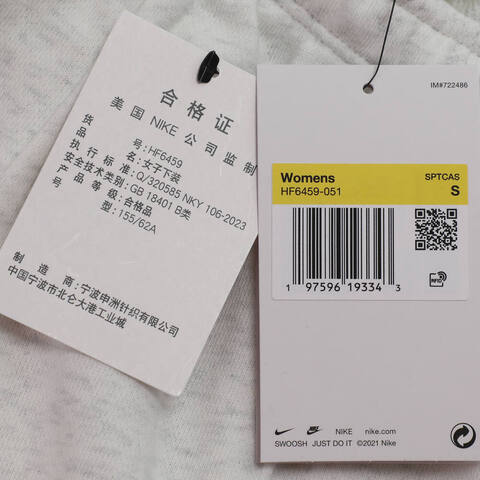 合格证
美国 NIKE 公司监制
货号:HF6459
品名:女子下装
执行标准:Q/320585 NKY 106-2023
安全技术类别:GB 18401 B类
质量等级:合格品
型:155/62A
制造商:宁波申洲针织有限公司
中国宁波市北仑大港工业城
IM#722486
Womens SPTCAS
HF6459-051 S
RFID
1 97596 19334 3
NIKE nike.com
SWOOSH JUST DO IT ©2021 Nike